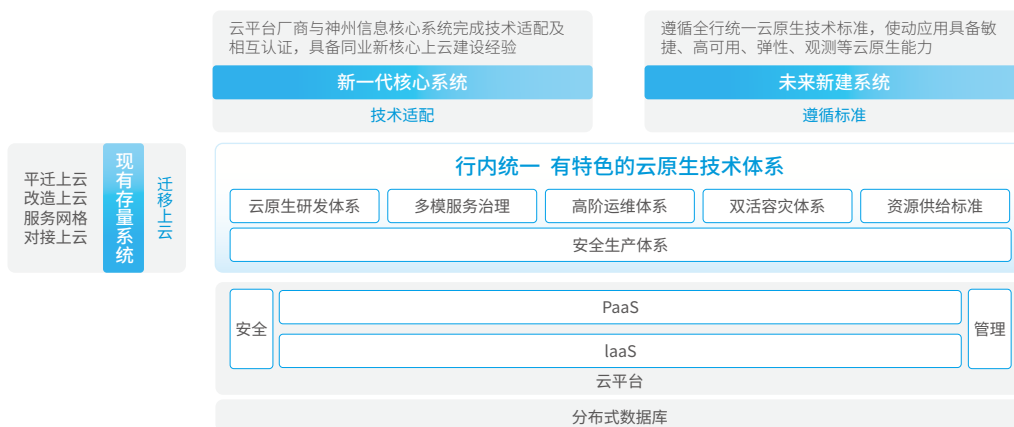 云平台厂商与神州信息核心系统完成技术适配及
相互认证，具备同业新核心上云建设经验
新一代核心系统
技术适配
遵循全行统一云原生技术标准，使动应用具备敏
捷、高可用、弹性、观测等云原生能力
未来新建系统
遵循标准
平迁上云
改造上云
服务网格
对接上云
现有存量系统
迁移上云
行内统一 有特色的云原生技术体系
云原生研发体系
多模服务治理
高阶运维体系
双活容灾体系
资源供给标准
安全生产体系
安全
PaaS
laaS
管理
云平台
分布式数据库